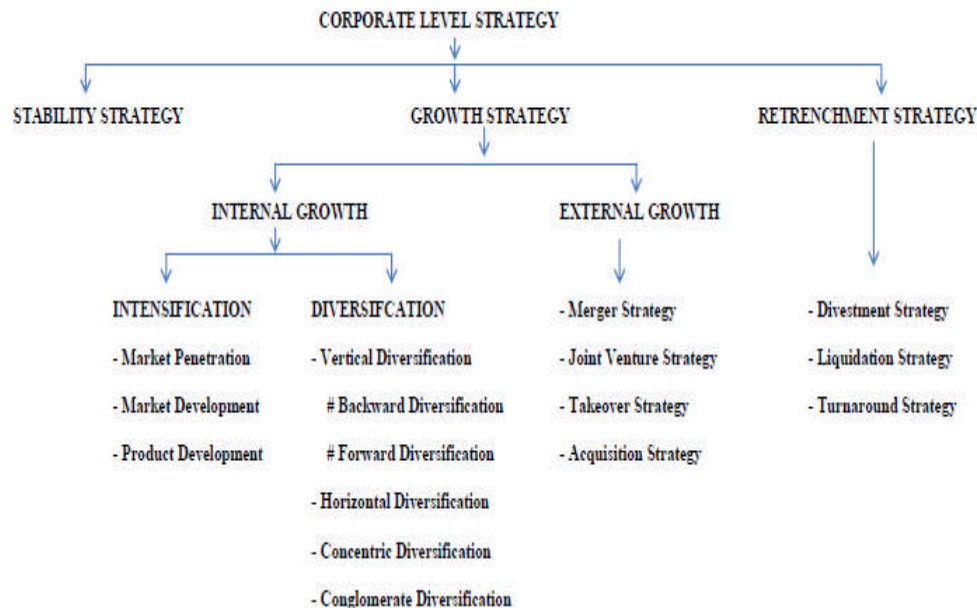 CORPORATE LEVEL STRATEGY
STABILITY STRATEGY
GROWTH STRATEGY
RETRENCHMENT STRATEGY
INTERNAL GROWTH
EXTERNAL GROWTH
INTENSIFICATION
- Market Penetration
- Market Development
- Product Development
DIVERSIFCATION
- Vertical Diversification
# Backward Diversification
# Forward Diversification
- Horizontal Diversification
- Concentric Diversification
- Conglomerate Diversification
- Merger Strategy
- Joint Venture Strategy
- Takeover Strategy
- Acquisition Strategy
- Divestment Strategy
- Liquidation Strategy
- Turnaround Strategy